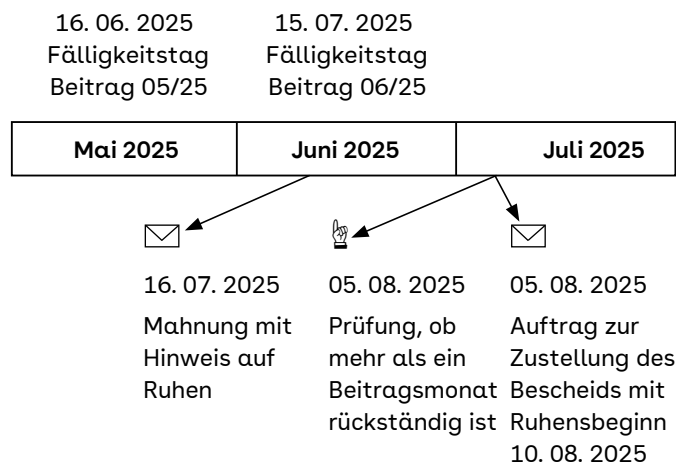 16. 06. 2025
Fälligkeitstag
Beitrag 05/25
15. 07. 2025
Fälligkeitstag
Beitrag 06/25
Mai 2025
Juni 2025
Juli 2025
16. 07. 2025
Mahnung mit
Hinweis auf
Ruhen
05. 08. 2025
Prüfung, ob
mehr als ein
Beitragsmonat
rückständig ist
05. 08. 2025
Auftrag zur
Zustellung des
Bescheids mit
Ruhensbeginn
10. 08. 2025